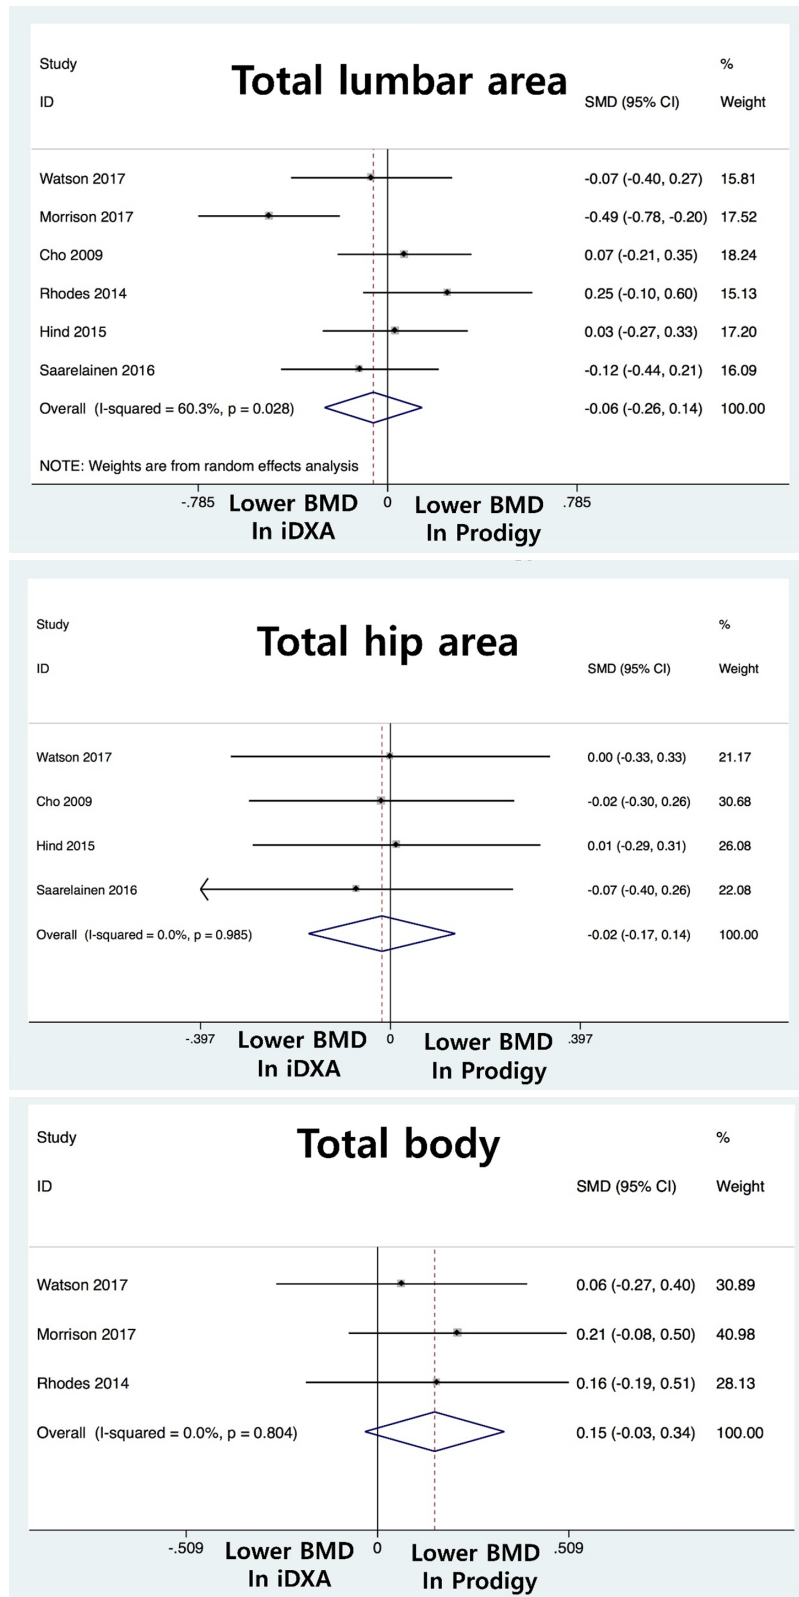 Study %
Total lumbar area
ID SMD (95% CI) Weight
Watson 2017 -0.07 (-0.40, 0.27) 15.81
Morrison 2017 -0.49 (-0.78, -0.20) 17.52
Cho 2009 0.07 (-0.21, 0.35) 18.24
Rhodes 2014 0.25 (-0.10, 0.60) 15.13
Hind 2015 0.03 (-0.27, 0.33) 17.20
Saarelainen 2016 -0.12 (-0.44, 0.21) 16.09
Overall (I-squared = 60.3%, p = 0.028) -0.06 (-0.26, 0.14) 100.00
NOTE: Weights are from random effects analysis
-.785 Lower BMD 0 Lower BMD .785
In iDXA In Prodigy
Study %
Total hip area
ID SMD (95% CI) Weight
Watson 2017 0.00 (-0.33, 0.33) 21.17
Cho 2009 -0.02 (-0.30, 0.26) 30.68
Hind 2015 0.01 (-0.29, 0.31) 26.08
Saarelainen 2016 -0.07 (-0.40, 0.26) 22.08
Overall (I-squared = 0.0%, p = 0.985) -0.02 (-0.17, 0.14) 100.00
-.397 Lower BMD 0 Lower BMD .397
In iDXA In Prodigy
Study Total body %
ID SMD (95% CI) Weight
Watson 2017 0.06 (-0.27, 0.40) 30.89
Morrison 2017 0.21 (-0.08, 0.50) 40.98
Rhodes 2014 0.16 (-0.19, 0.51) 28.13
Overall (I-squared = 0.0%, p = 0.804) 0.15 (-0.03, 0.34) 100.00
-.509 Lower BMD 0 Lower BMD .509
In iDXA In Prodigy